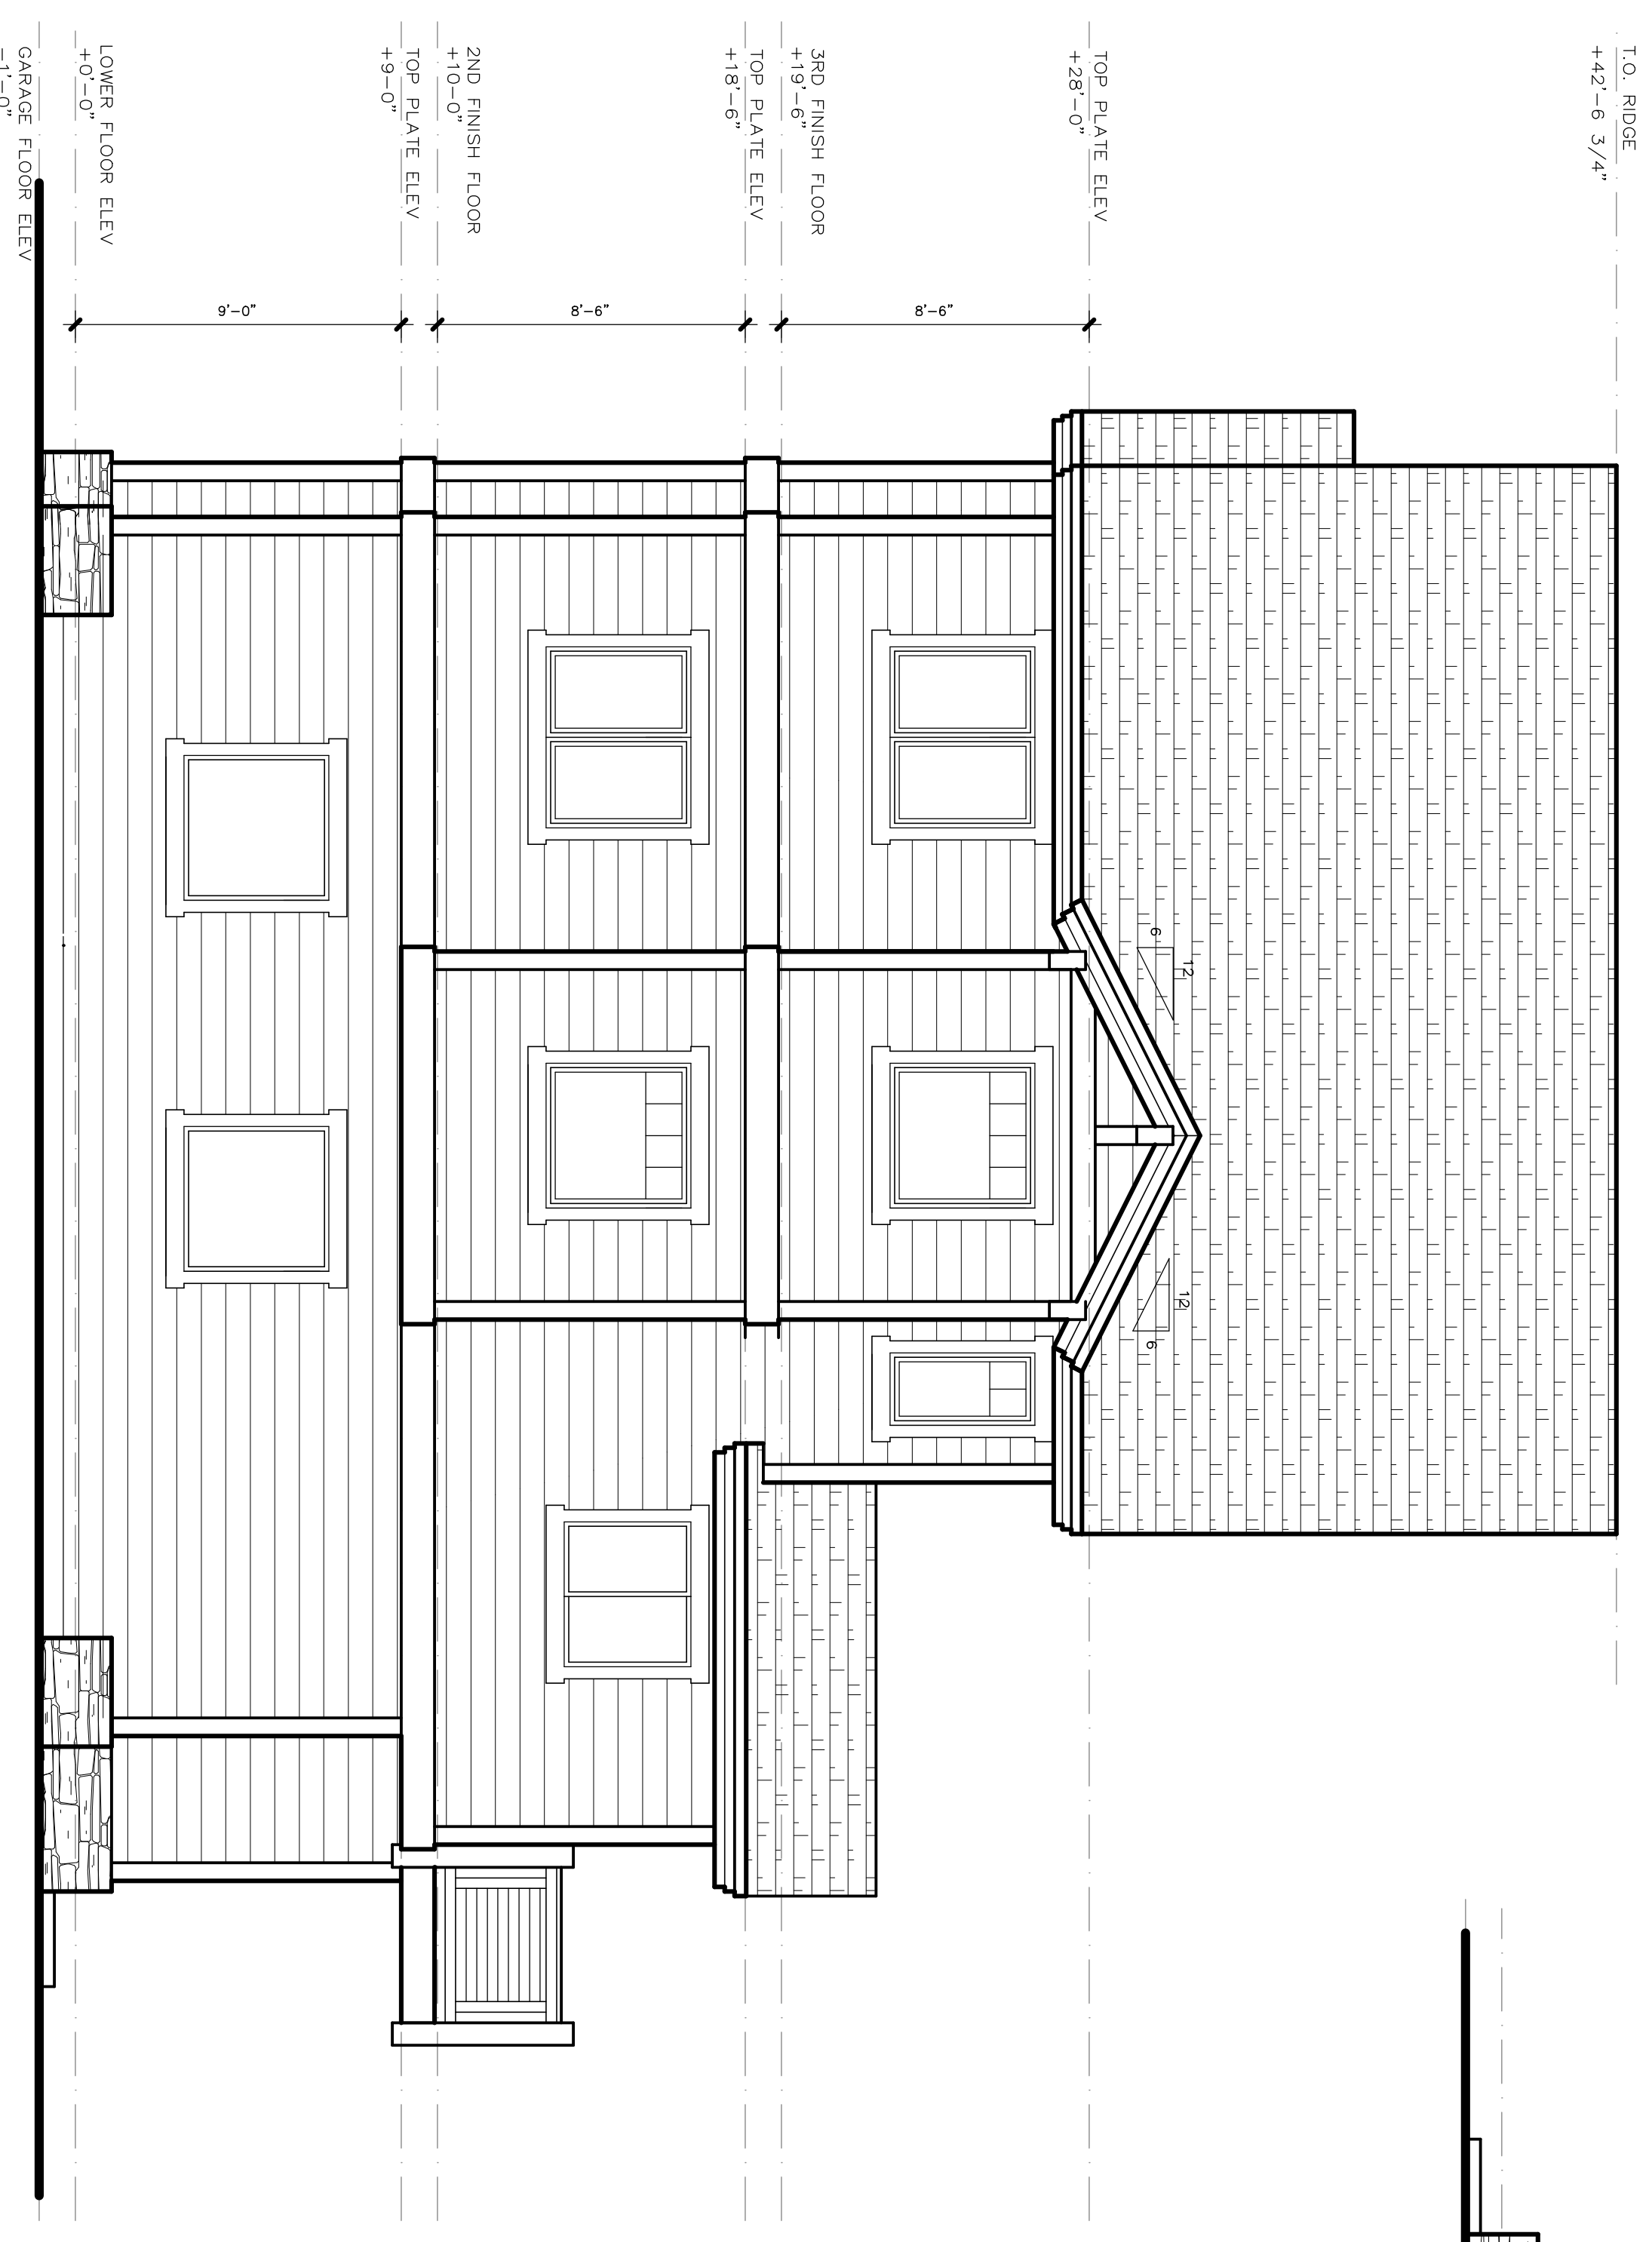 T.O. RIDGE
+42'-6 3/4"
TOP PLATE ELEV
+28'-0"
3RD FINISH FLOOR
+19'-6"
TOP PLATE ELEV
+18'-6"
2ND FINISH FLOOR
+10-0"
TOP PLATE ELEV
+9-0"
LOWER FLOOR ELEV
+0'-0"
GARAGE FLOOR ELEV
-1'-0"
8'-6"
8'-6"
9'-0"
12
6
12
6